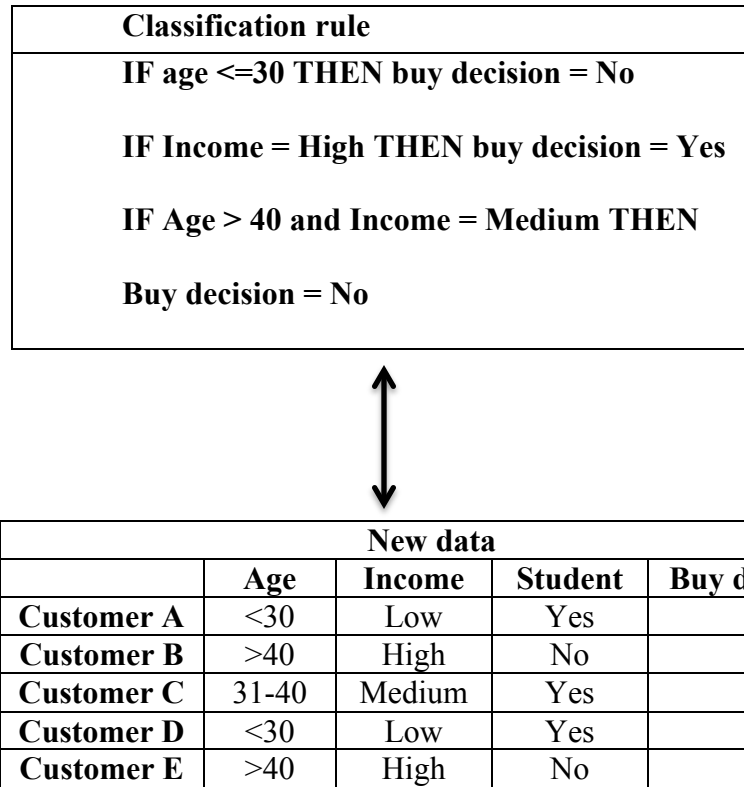 Classification rule
IF age <=30 THEN buy decision = No
IF Income = High THEN buy decision = Yes
IF Age > 40 and Income = Medium THEN
Buy decision = No
New data
Age Income Student Buy d
Customer A <30 Low Yes
Customer B >40 High No
Customer C 31-40 Medium Yes
Customer D <30 Low Yes
Customer E >40 High No